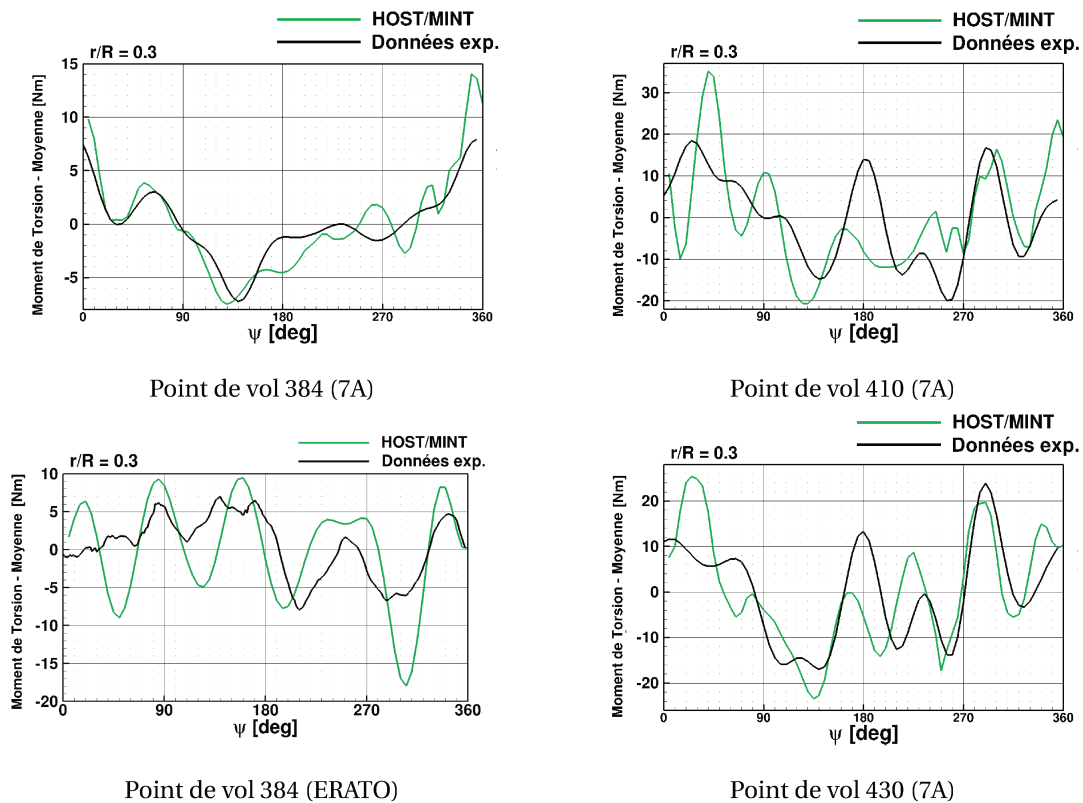 HOST/MINT
Données exp.
r/R = 0.3
Moment de Torsion - Moyenne [Nm]
15
10
5
0
-5
0 90 180 270 360
ψ [deg]
Point de vol 384 (7A)
HOST/MINT
Données exp.
r/R = 0.3
Moment de Torsion - Moyenne [Nm]
30
20
10
0
-10
-20
0 90 180 270 360
ψ [deg]
Point de vol 410 (7A)
HOST/MINT
Données exp.
r/R = 0.3
Moment de Torsion - Moyenne [Nm]
10
5
0
-5
-10
-15
-20
0 90 180 270 360
ψ [deg]
Point de vol 384 (ERATO)
HOST/MINT
Données exp.
r/R = 0.3
Moment de Torsion - Moyenne [Nm]
20
10
0
-10
-20
0 90 180 270 360
ψ [deg]
Point de vol 430 (7A)